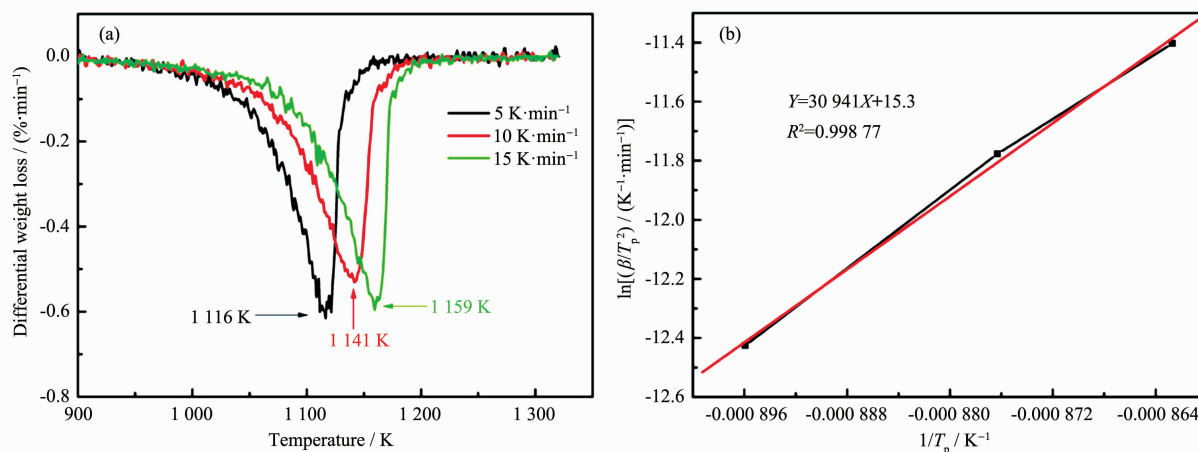 (a)
5 K·min⁻¹
10 K·min⁻¹
15 K·min⁻¹
1 116 K
1 141 K
1 159 K
0.0
-0.2
-0.4
-0.6
-0.8
900
1 000
1 100
1 200
1 300
Temperature / K
Differential weight loss / (%·min⁻¹)
(b)
Y=30 941X+15.3
R²=0.998 77
-11.4
-11.6
-11.8
-12.0
-12.2
-12.4
-12.6
-0.000 896
-0.000 888
-0.000 880
-0.000 872
-0.000 864
1/Tₚ / K⁻¹
ln[(β/Tₚ²) / (K⁻¹·min⁻¹)]